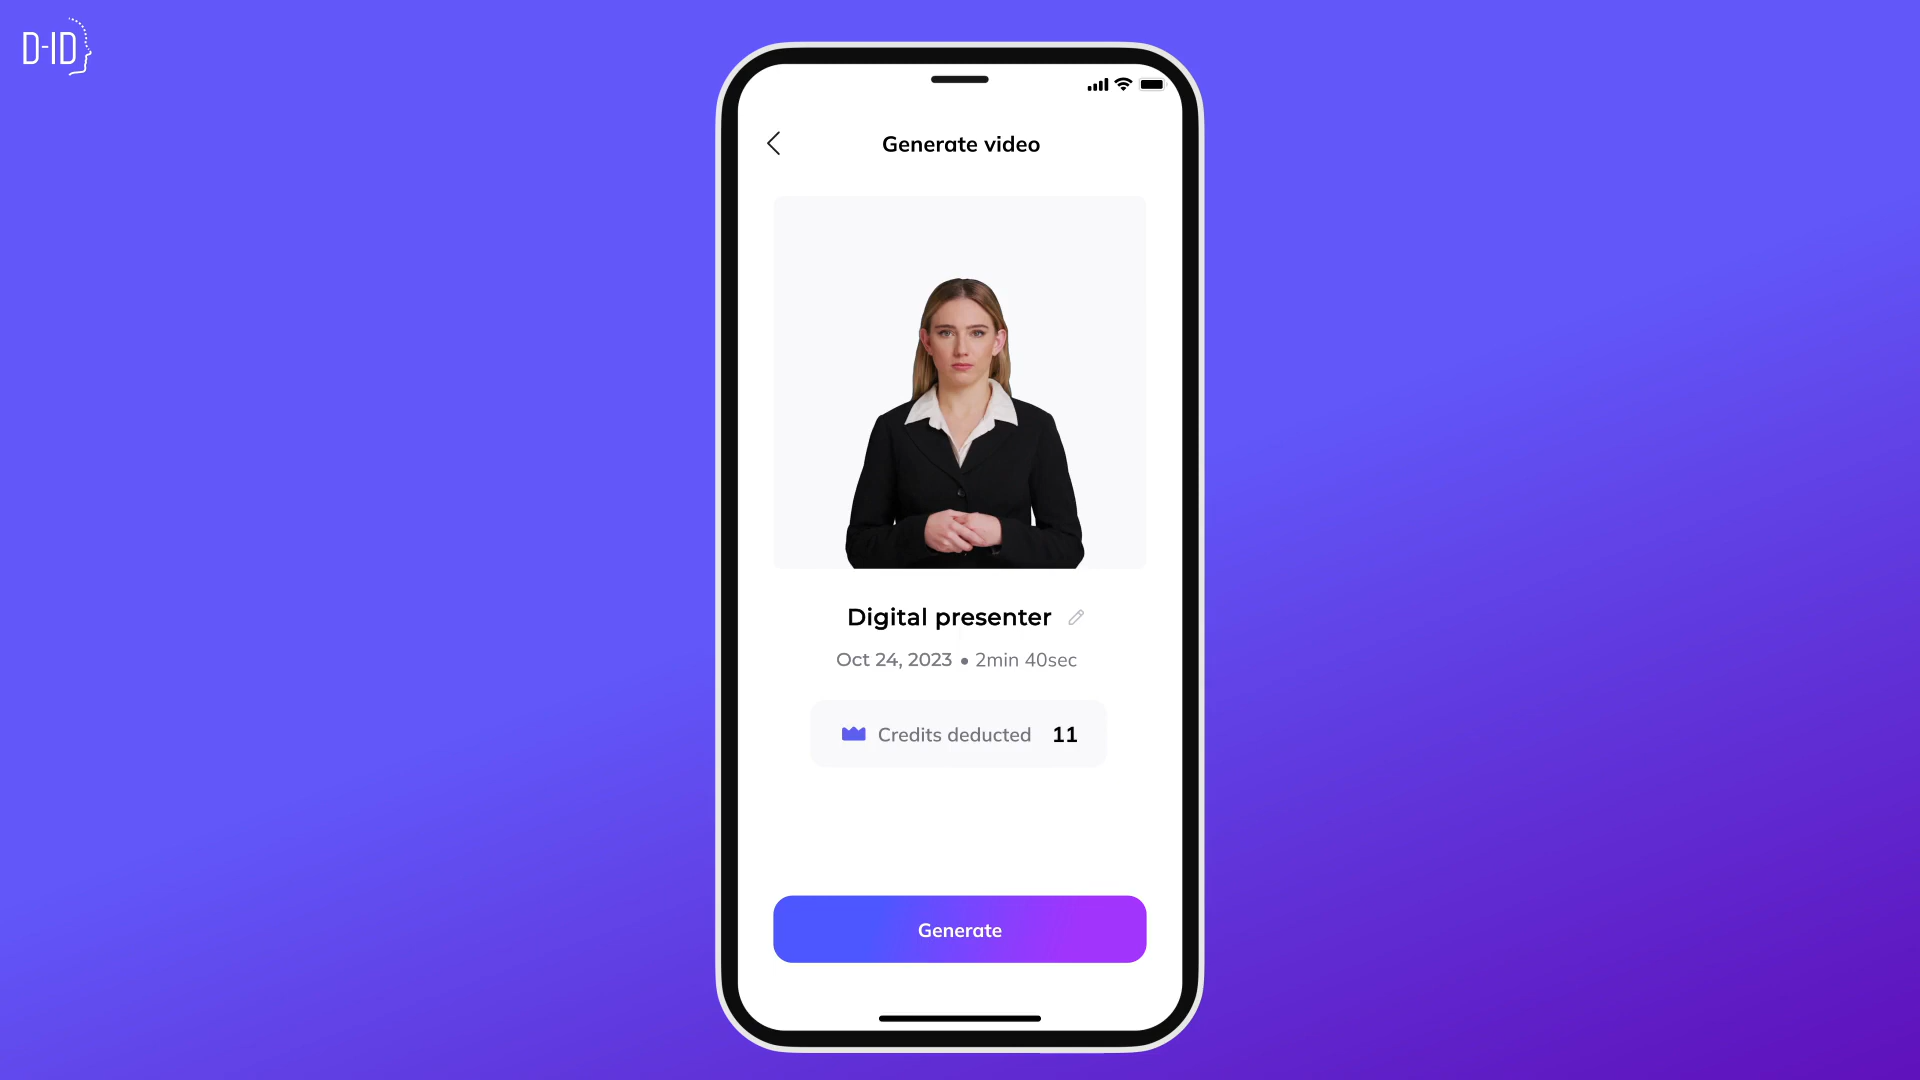 D-ID
Generate video
Digital presenter
Oct 24, 2023 • 2min 40sec
Credits deducted 11
Generate